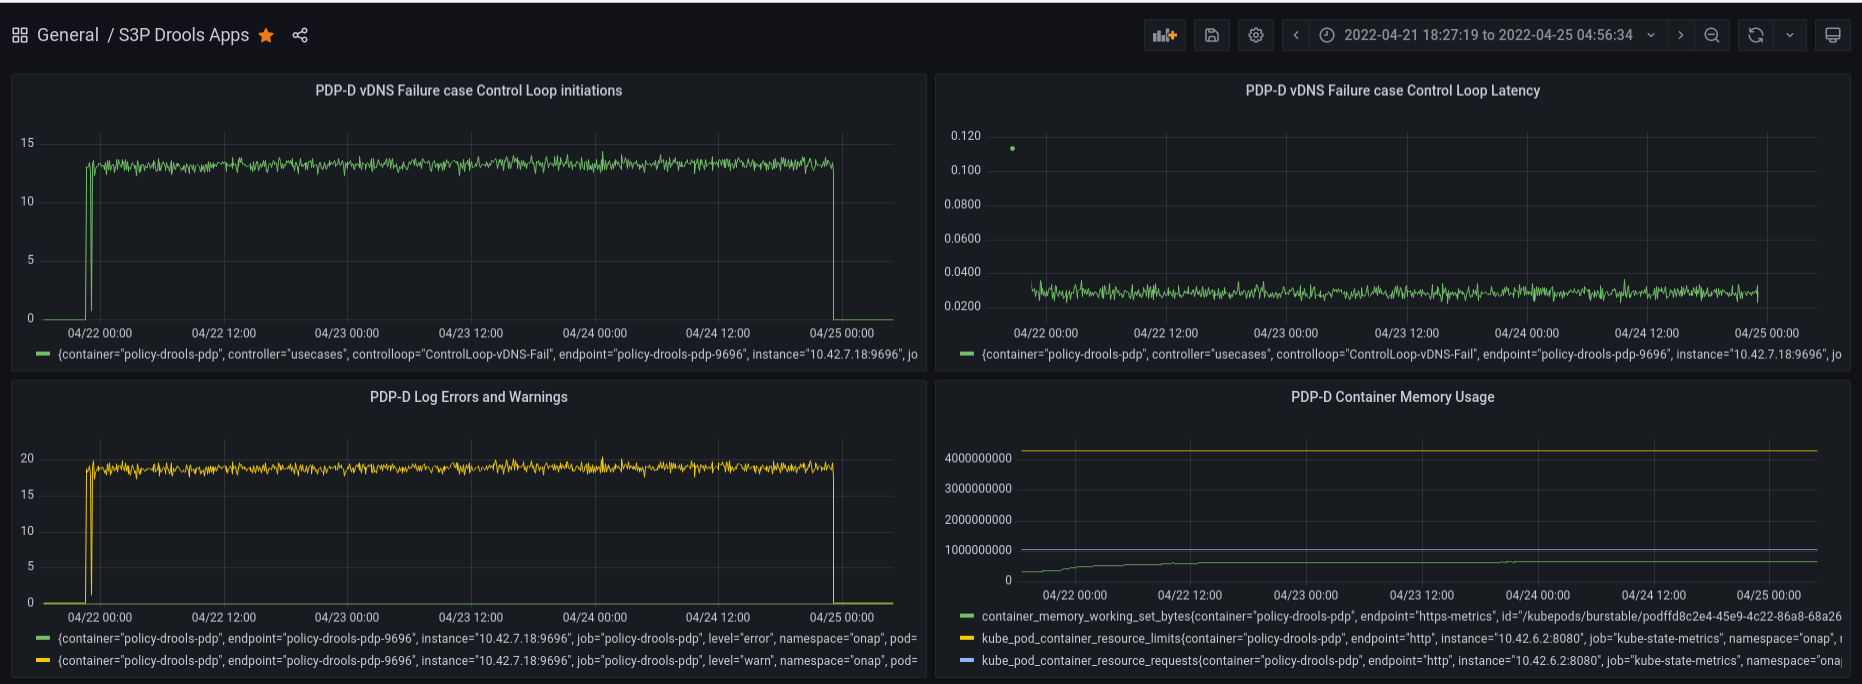 General / S3P Drools Apps
2022-04-21 18:27:19 to 2022-04-25 04:56:34
PDP-D vDNS Failure case Control Loop initiations
15
10
5
0
04/22 00:00 04/22 12:00 04/23 00:00 04/23 12:00 04/24 00:00 04/24 12:00 04/25 00:00
{container="policy-drools-pdp", controller="usecases", controlloop="ControlLoop-vDNS-Fail", endpoint="policy-drools-pdp-9696", instance="10.42.7.18:9696", jo
PDP-D vDNS Failure case Control Loop Latency
0.120
0.100
0.0800
0.0600
0.0400
0.0200
04/22 00:00 04/22 12:00 04/23 00:00 04/23 12:00 04/24 00:00 04/24 12:00 04/25 00:00
{container="policy-drools-pdp", controller="usecases", controlloop="ControlLoop-vDNS-Fail", endpoint="policy-drools-pdp-9696", instance="10.42.7.18:9696", jo
PDP-D Log Errors and Warnings
20
15
10
5
0
04/22 00:00 04/22 12:00 04/23 00:00 04/23 12:00 04/24 00:00 04/24 12:00 04/25 00:00
{container="policy-drools-pdp", endpoint="policy-drools-pdp-9696", instance="10.42.7.18:9696", job="policy-drools-pdp", level="error", namespace="onap", pod=
{container="policy-drools-pdp", endpoint="policy-drools-pdp-9696", instance="10.42.7.18:9696", job="policy-drools-pdp", level="warn", namespace="onap", pod=
PDP-D Container Memory Usage
4000000000
3000000000
2000000000
1000000000
0
04/22 00:00 04/22 12:00 04/23 00:00 04/23 12:00 04/24 00:00 04/24 12:00 04/25 00:00
container_memory_working_set_bytes{container="policy-drools-pdp", endpoint="https-metrics", id="/kubepods/burstable/podffd8c2e4-45e9-4c22-86a8-68a26
kube_pod_container_resource_limits{container="policy-drools-pdp", endpoint="http", instance="10.42.6.2:8080", job="kube-state-metrics", namespace="onap",
kube_pod_container_resource_requests{container="policy-drools-pdp", endpoint="http", instance="10.42.6.2:8080", job="kube-state-metrics", namespace="ona